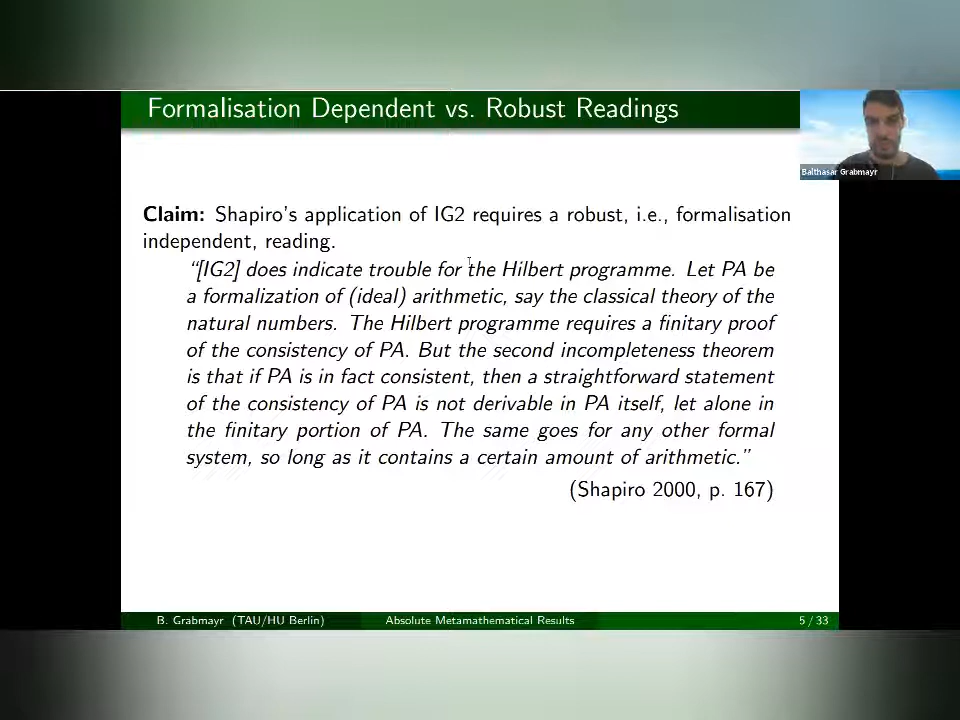 Formalisation Dependent vs. Robust Readings
Balthasar Grabmayr
Claim: Shapiro's application of IG2 requires a robust, i.e., formalisation
independent, reading.
“[IG2] does indicate trouble for the Hilbert programme. Let PA be
a formalization of (ideal) arithmetic, say the classical theory of the
natural numbers. The Hilbert programme requires a finitary proof
of the consistency of PA. But the second incompleteness theorem
is that if PA is in fact consistent, then a straightforward statement
of the consistency of PA is not derivable in PA itself, let alone in
the finitary portion of PA. The same goes for any other formal
system, so long as it contains a certain amount of arithmetic.”
(Shapiro 2000, p. 167)
B. Grabmayr (TAU/HU Berlin) Absolute Metamathematical Results 5 / 33